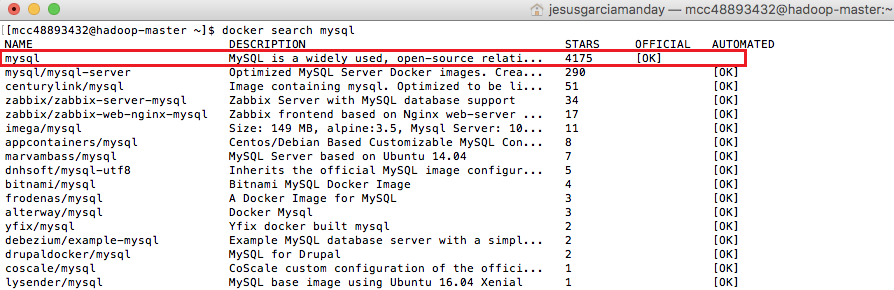 jesusgarciamanday — mcc48893432@hadoop-master:~
[[mcc48893432@hadoop-master ~]$ docker search mysql
NAME DESCRIPTION STARS OFFICIAL AUTOMATED
mysql MySQL is a widely used, open-source relati... 4175 [OK]
mysql/mysql-server Optimized MySQL Server Docker images. Crea... 290 [OK]
centurylink/mysql Image containing mysql. Optimized to be li... 51 [OK]
zabbix/zabbix-server-mysql Zabbix Server with MySQL database support 34 [OK]
zabbix/zabbix-web-nginx-mysql Zabbix frontend based on Nginx web-server ... 17 [OK]
imega/mysql Size: 149 MB, alpine:3.5, Mysql Server: 10... 11 [OK]
appcontainers/mysql Centos/Debian Based Customizable MySQL Con... 8 [OK]
marvambass/mysql MySQL Server based on Ubuntu 14.04 7 [OK]
dnhsoft/mysql-utf8 Inherits the official MySQL image configur... 5 [OK]
bitnami/mysql Bitnami MySQL Docker Image 4 [OK]
frodenas/mysql A Docker Image for MySQL 3 [OK]
alterway/mysql Docker Mysql 3 [OK]
yfix/mysql Yfix docker built mysql 2 [OK]
debezium/example-mysql Example MySQL database server with a simpl... 2 [OK]
drupaldocker/mysql MySQL for Drupal 2 [OK]
coscale/mysql CoScale custom configuration of the offici... 1 [OK]
lysender/mysql MySQL base image using Ubuntu 16.04 Xenial 1 [OK]